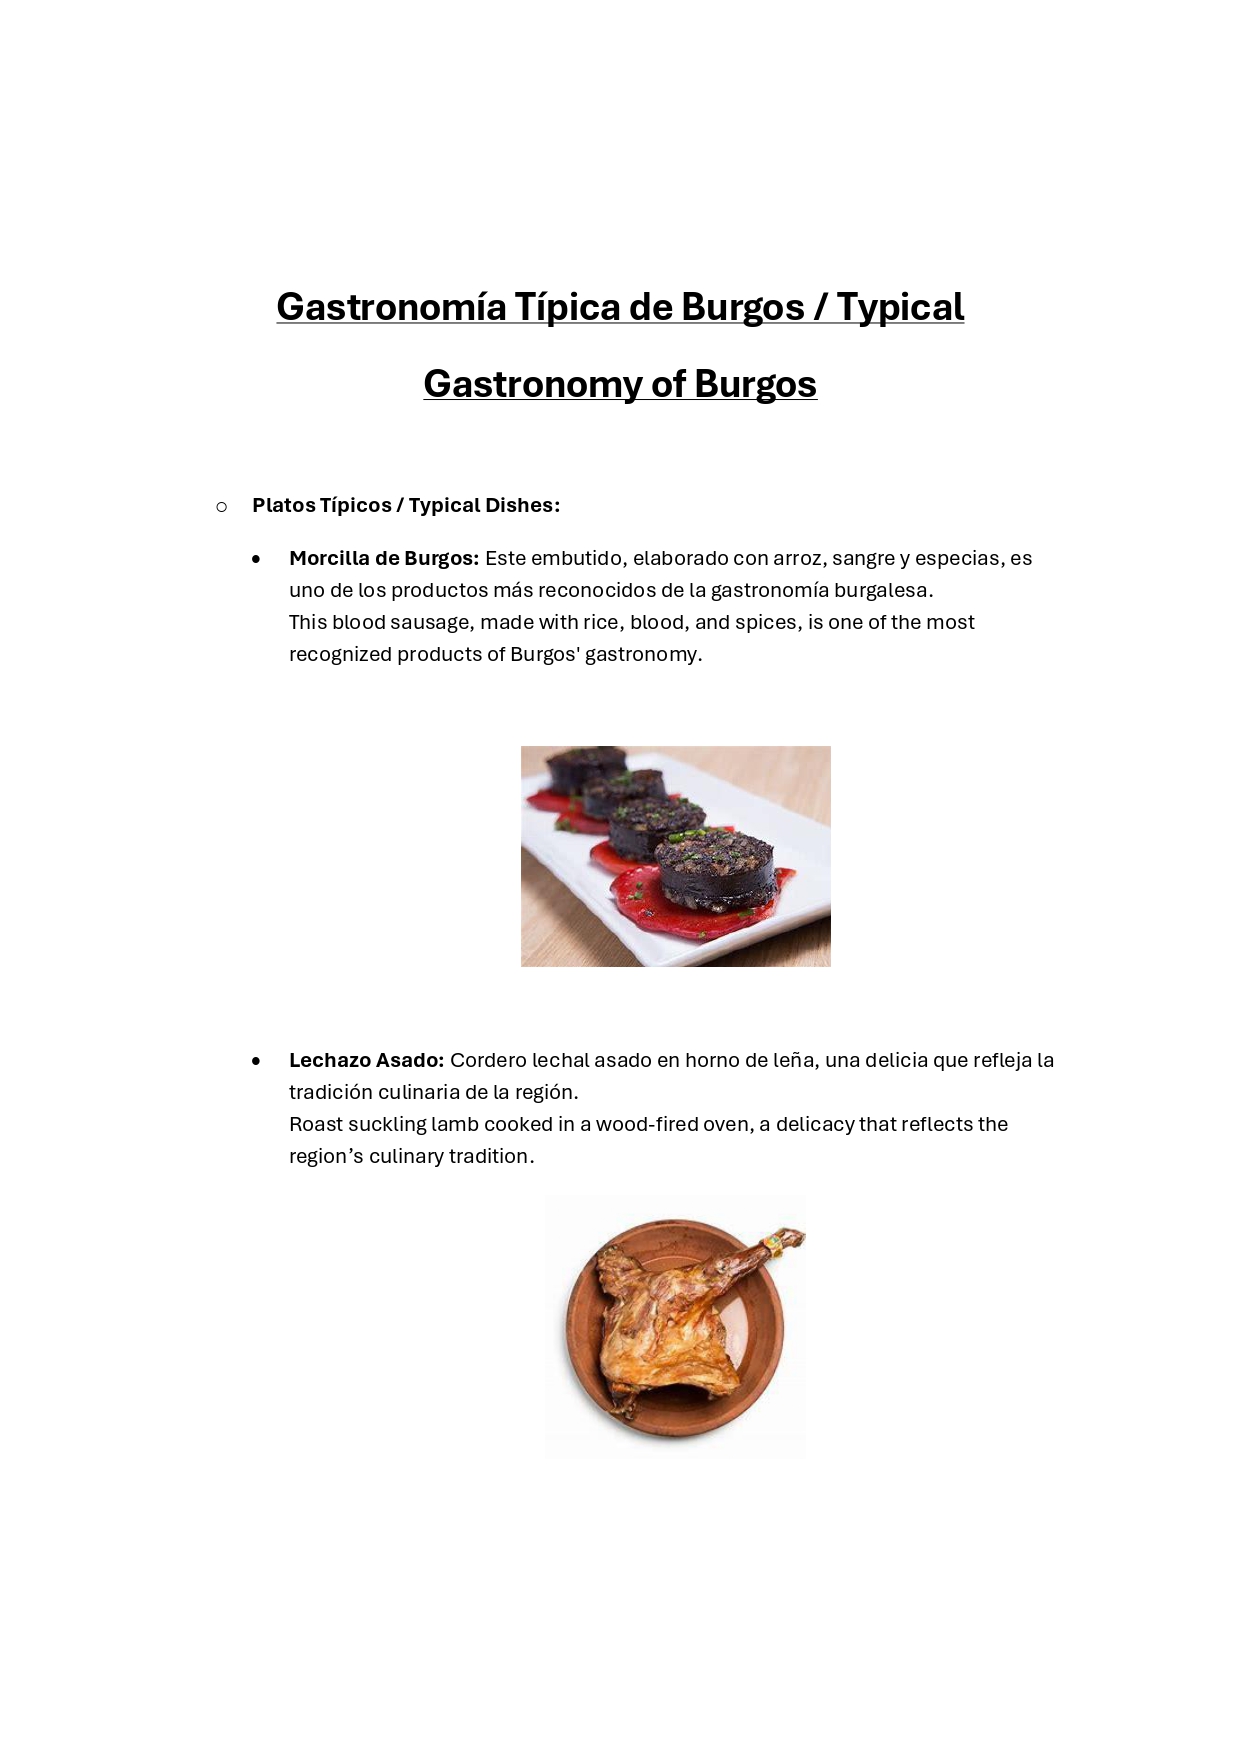 Gastronomía Típica de Burgos / Typical
Gastronomy of Burgos
o Platos Típicos / Typical Dishes:
• Morcilla de Burgos: Este embutido, elaborado con arroz, sangre y especias, es
uno de los productos más reconocidos de la gastronomía burgalesa.
This blood sausage, made with rice, blood, and spices, is one of the most
recognized products of Burgos' gastronomy.
• Lechazo Asado: Cordero lechal asado en horno de leña, una delicia que refleja la
tradición culinaria de la región.
Roast suckling lamb cooked in a wood-fired oven, a delicacy that reflects the
region’s culinary tradition.